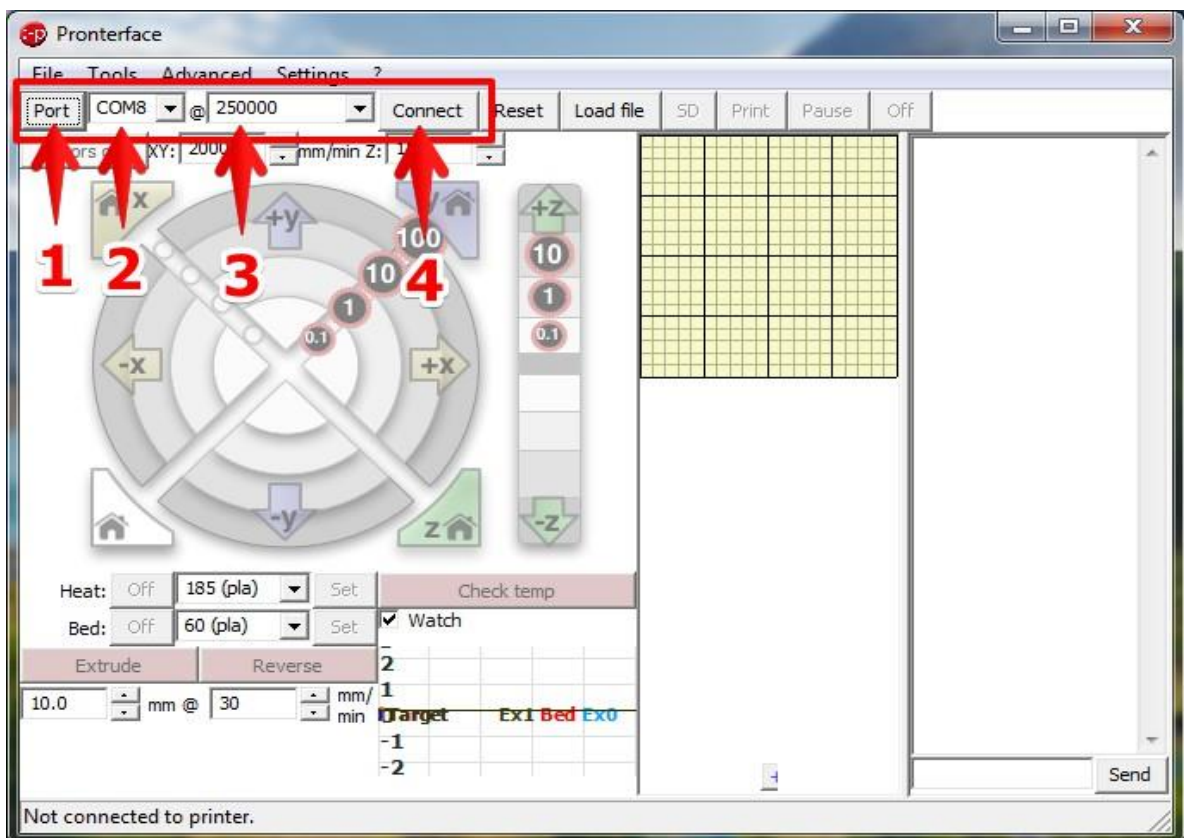 Pronterface
File Tools Advanced Settings ?
Port COM8 @ 250000 Connect Reset Load file SD Print Pause Off
XY: 2000 mm/min Z:
1 2 3 4
x +y y +Z
100
10 10
1 1
0.1 0.1
-x +x
-y z -Z
Heat: Off 185 (pla) Set Check temp
Bed: Off 60 (pla) Set Watch
Extrude Reverse
10.0 mm @ 30 mm/
min
2
1
Target Ex1 Bed Ex0
-1
-2
Send
Not connected to printer.